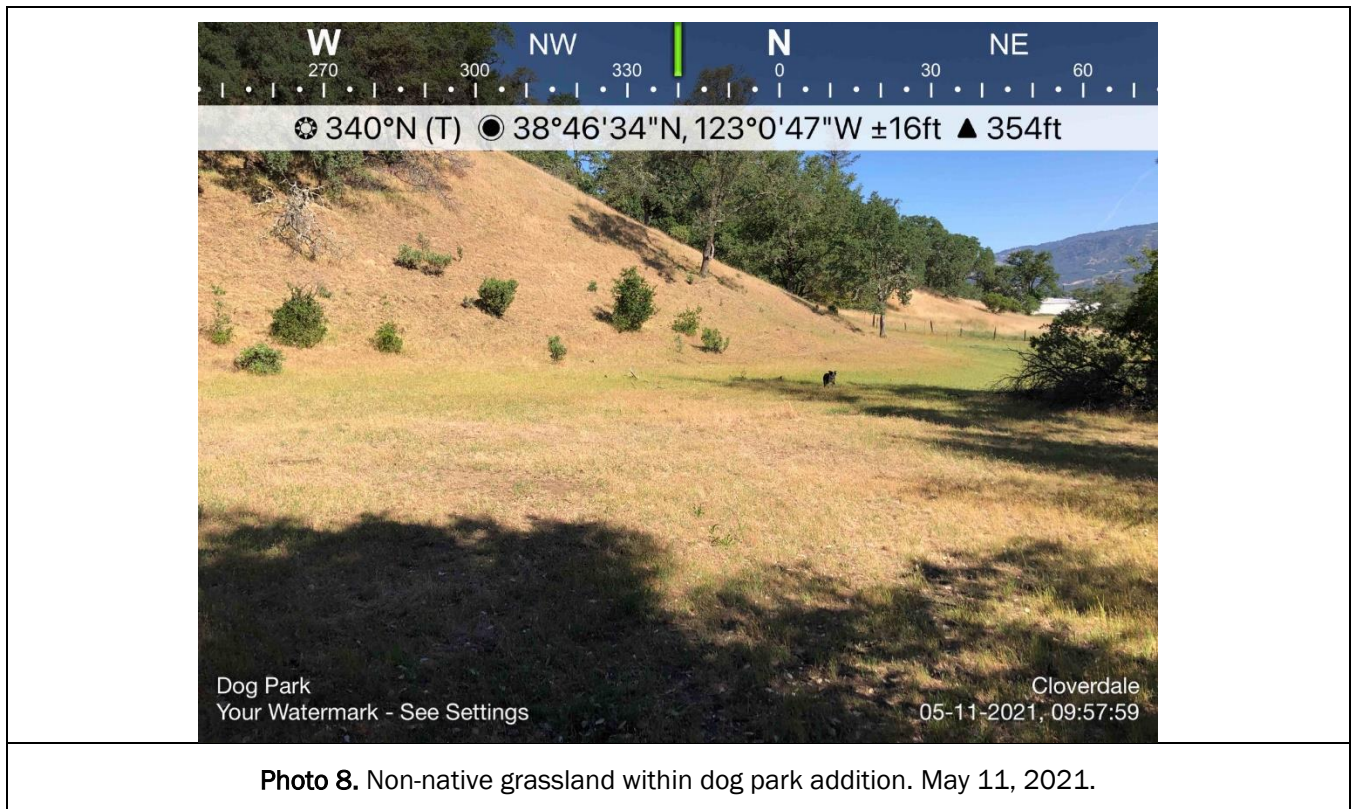 W NW N NE
270 300 330 0 30 60
340°N (T) 38°46'34"N, 123°0'47"W ±16ft ▲ 354ft
Dog Park
Your Watermark - See Settings
Cloverdale
05-11-2021, 09:57:59
Photo 8. Non-native grassland within dog park addition. May 11, 2021.